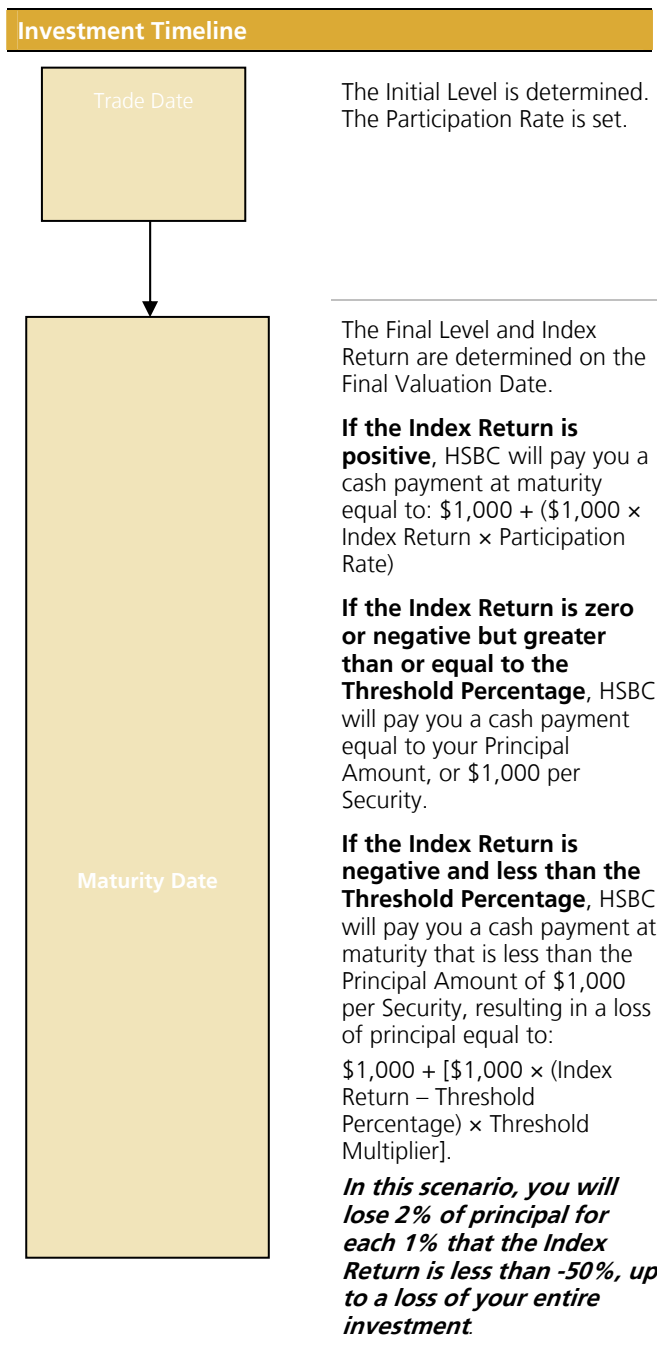 Investment Timeline
Trade Date
The Initial Level is determined.
The Participation Rate is set.
The Final Level and Index
Return are determined on the
Final Valuation Date.
If the Index Return is
positive, HSBC will pay you a
cash payment at maturity
equal to: $1,000 + ($1,000 ×
Index Return × Participation
Rate)
If the Index Return is zero
or negative but greater
than or equal to the
Threshold Percentage, HSBC
will pay you a cash payment
equal to your Principal
Amount, or $1,000 per
Security.
Maturity Date
If the Index Return is
negative and less than the
Threshold Percentage, HSBC
will pay you a cash payment at
maturity that is less than the
Principal Amount of $1,000
per Security, resulting in a loss
of principal equal to:
$1,000 + [$1,000 × (Index
Return – Threshold
Percentage) × Threshold
Multiplier].
In this scenario, you will
lose 2% of principal for
each 1% that the Index
Return is less than -50%, up
to a loss of your entire
investment.